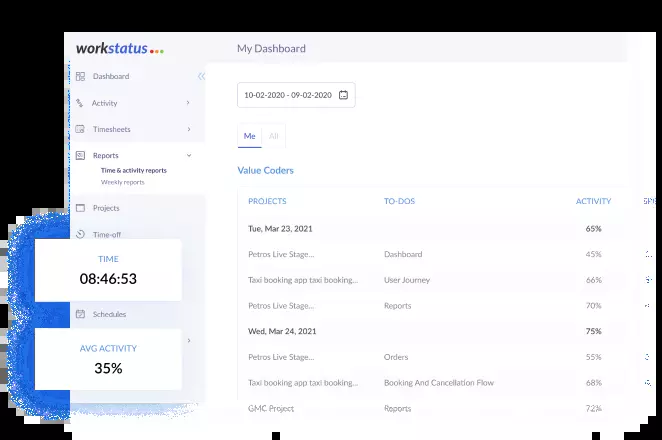 workstatus
My Dashboard
Dashboard
10-02-2020 - 09-02-2020
Activity
Timesheets
Me All
Reports
Time & activity reports
Weekly reports
Value Coders
PROJECTS TO-DOS ACTIVITY
Projects
Tue, Mar 23, 2021 65%
Time-off
Petros Live Stage... Dashboard 45%
TIME
08:46:53
Taxi booking app taxi booking... User Journey 66%
Petros Live Stage... Reports 70%
Schedules
Wed, Mar 24, 2021 75%
AVG ACTIVITY
35%
Petros Live Stage... Orders 55%
Taxi booking app taxi booking... Booking And Cancellation Flow 68%
GMC Project Reports 72%